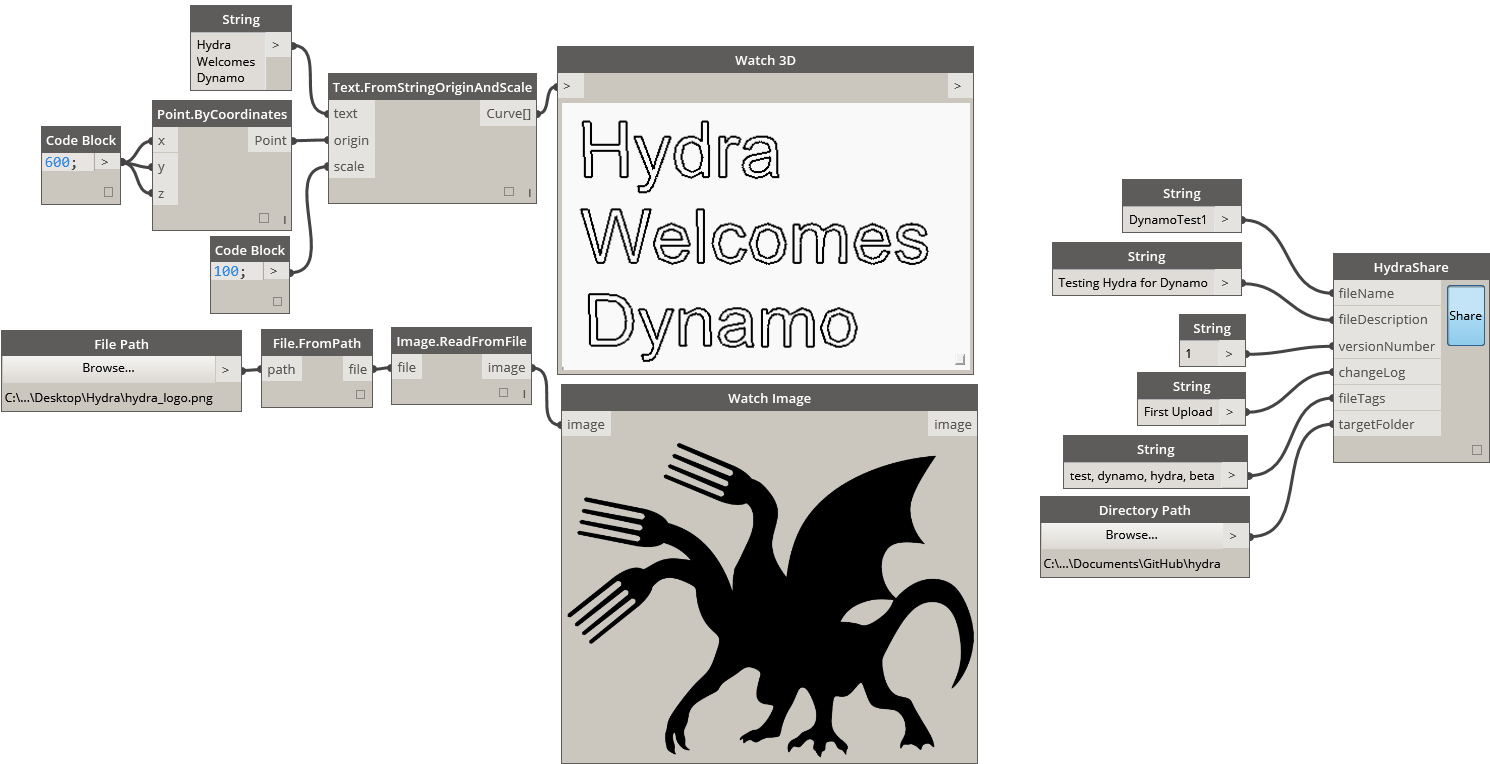 String
Hydra
Welcomes
Dynamo
>
Code Block
600;
>
Point.ByCoordinates
x
y
z
Point
Code Block
100;
>
Text.FromStringOriginAndScale
text
origin
scale
Curve[]
Watch 3D
>
>
Hydra
Welcomes
Dynamo
File Path
Browse...
>
C:\...\Desktop\Hydra\hydra_logo.png
File.FromPath
path
file
Image.ReadFromFile
file
image
Watch Image
image
image
String
DynamoTest1
>
String
Testing Hydra for Dynamo
>
String
1
>
String
First Upload
>
String
test, dynamo, hydra, beta
>
Directory Path
Browse...
>
C:\...\Documents\GitHub\hydra
HydraShare
fileName
fileDescription
versionNumber
changeLog
fileTags
targetFolder
Share